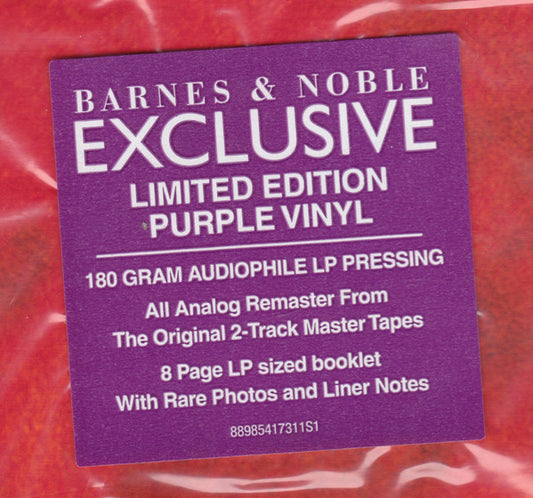 BARNES & NOBLE
EXCLUSIVE
LIMITED EDITION
PURPLE VINYL
180 GRAM AUDIOPHILE LP PRESSING
All Analog Remaster From
The Original 2-Track Master Tapes
8 Page LP sized booklet
With Rare Photos and Liner Notes
88985417311S1